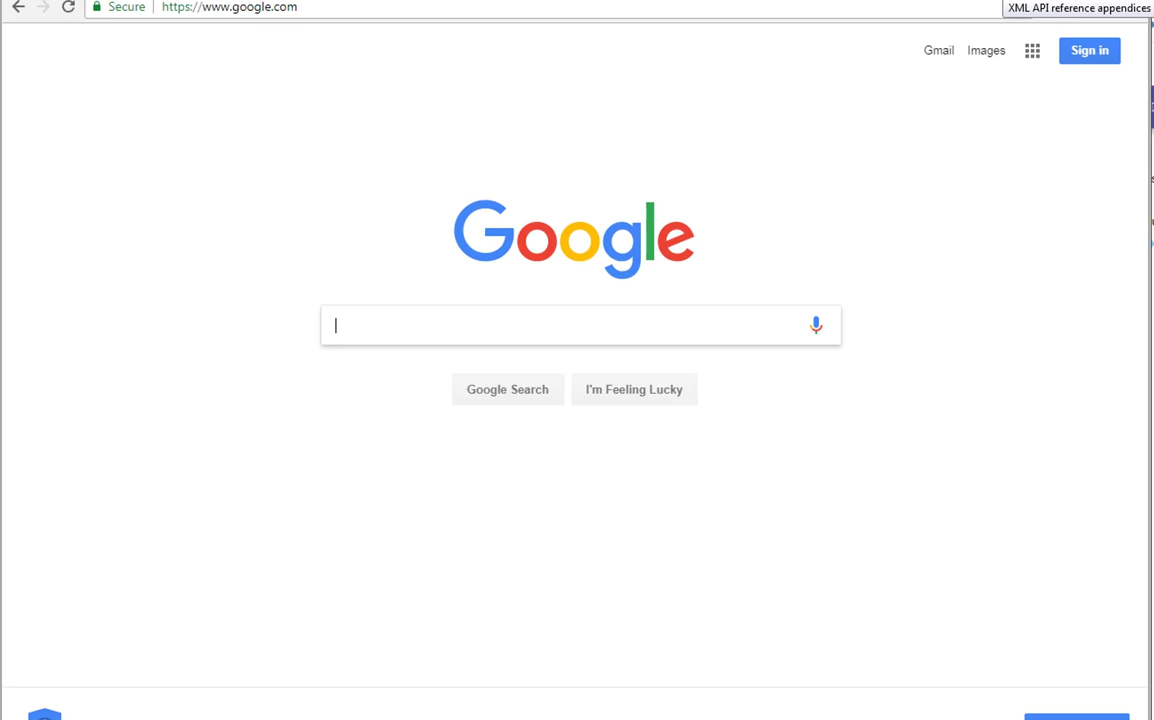 Secure https://www.google.com
XML API reference appendices
Gmail Images Sign in
Google
Google Search I'm Feeling Lucky